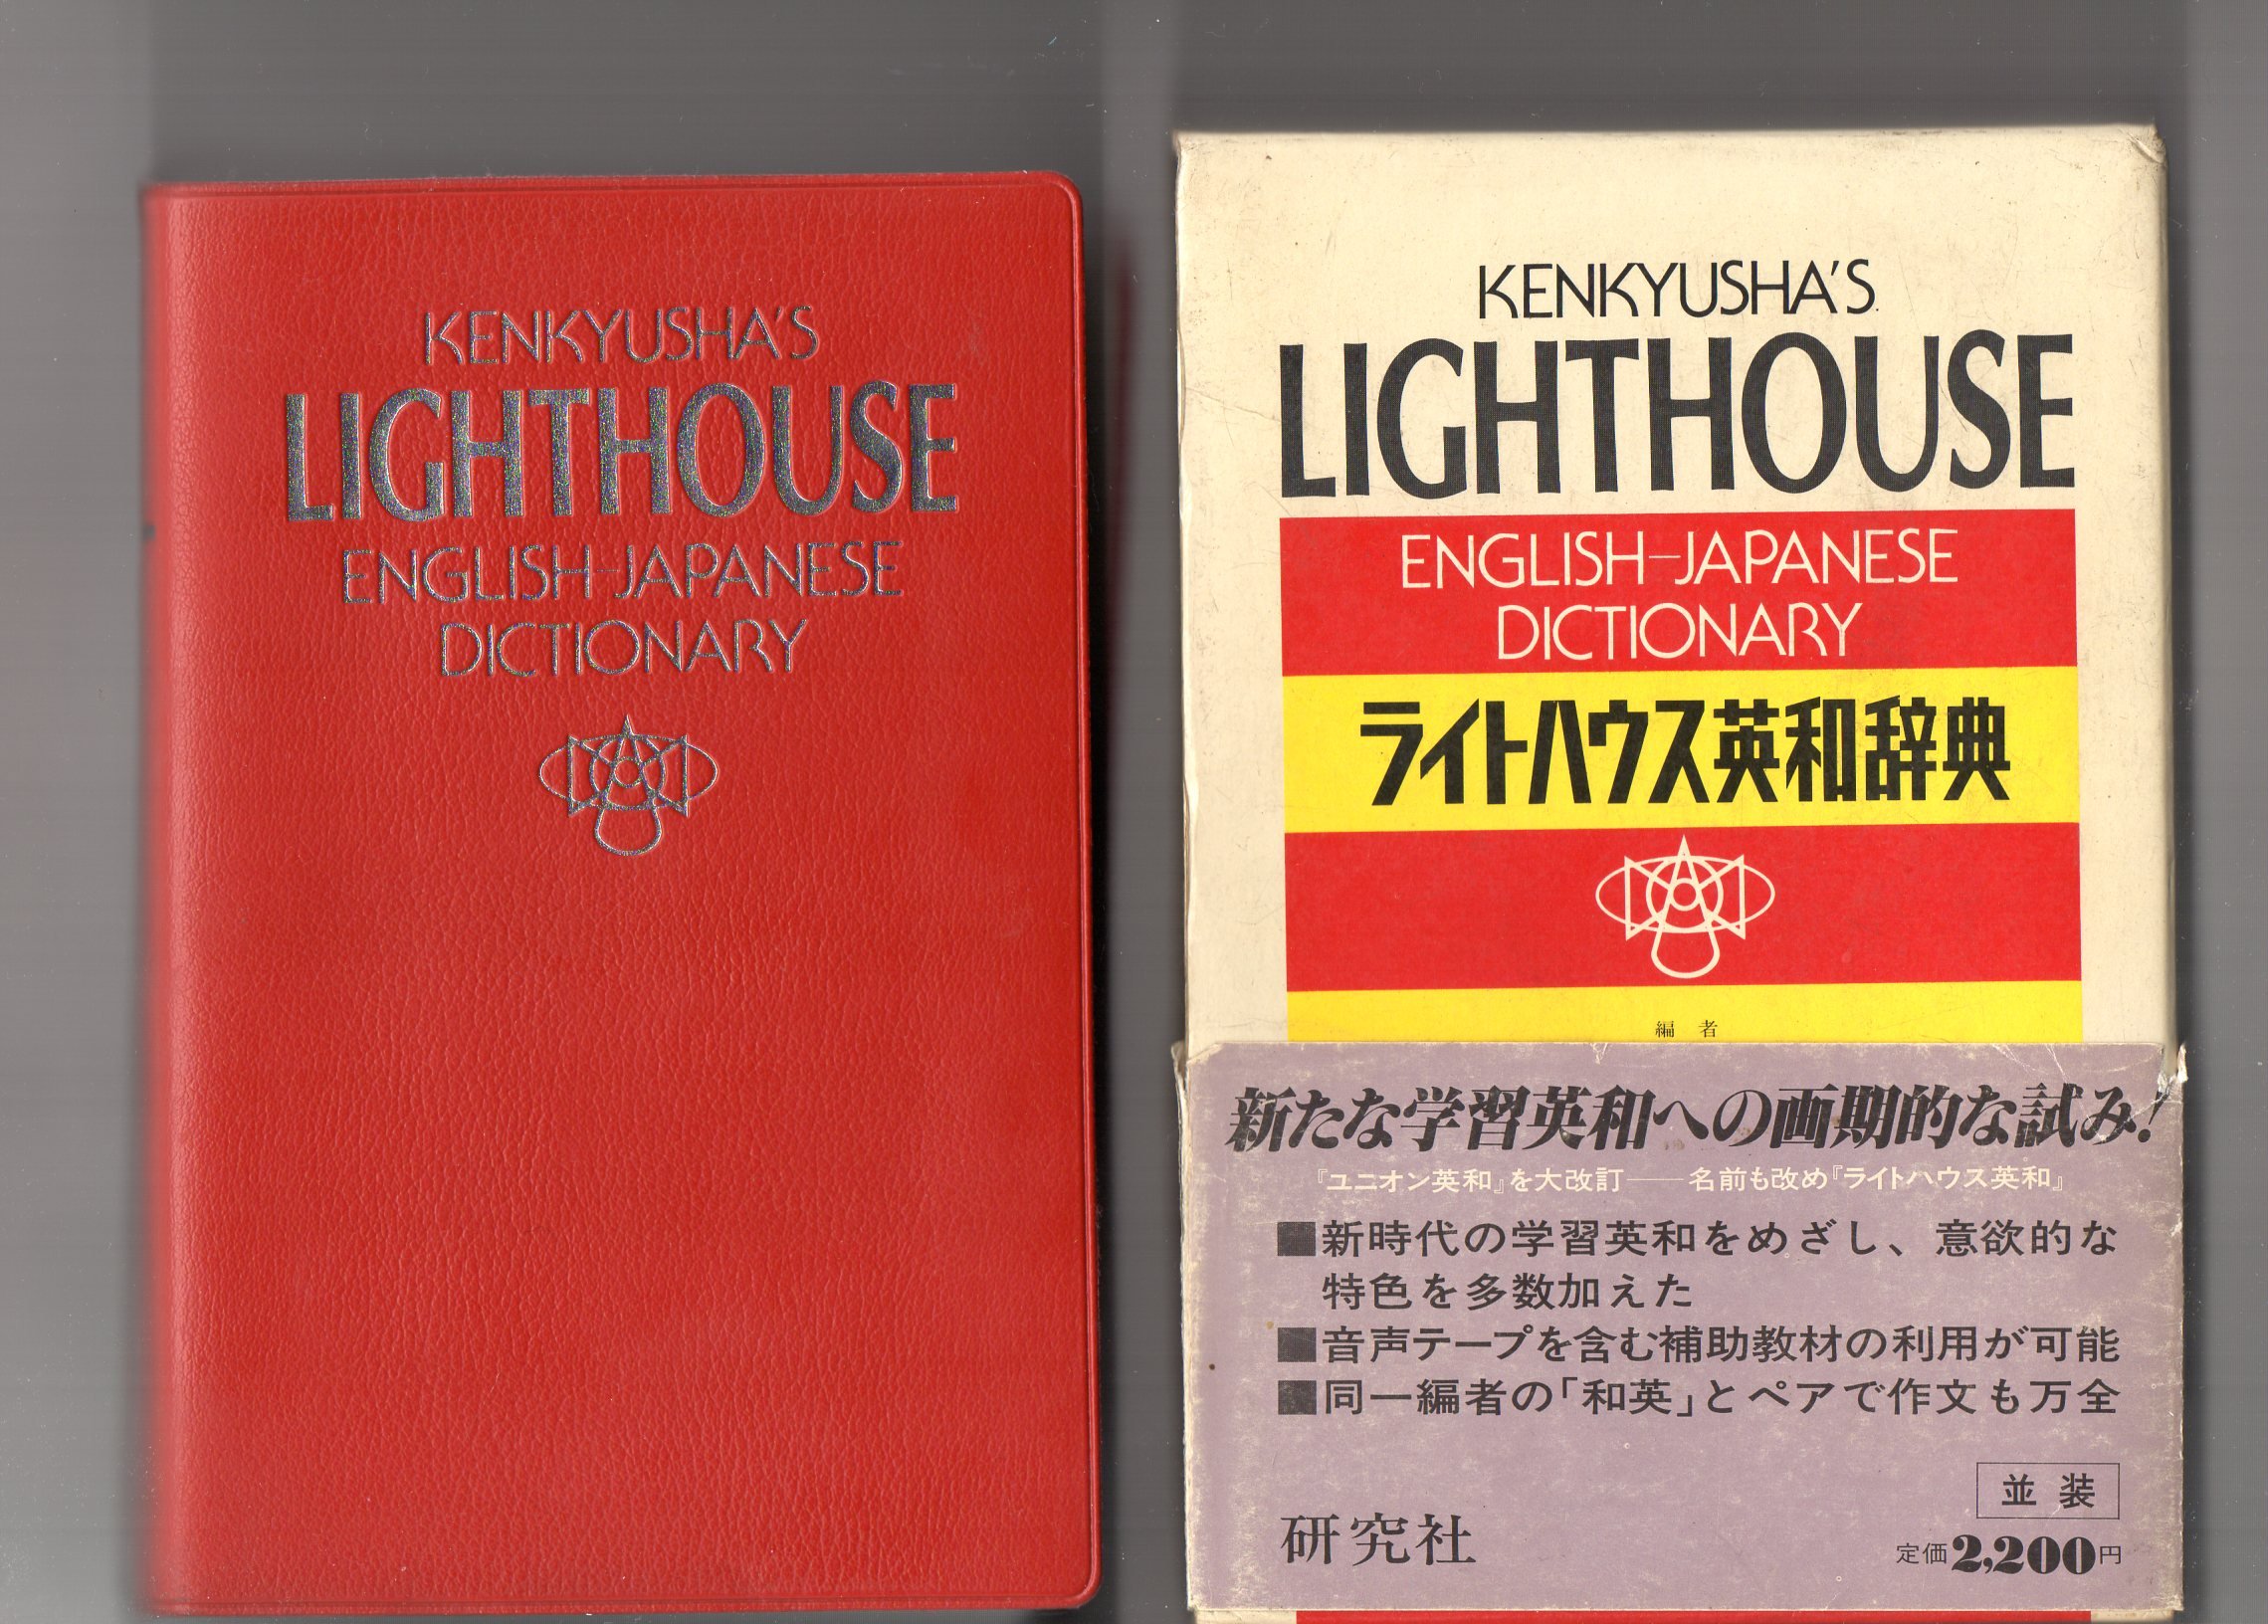 KENKYUSHA'S
LIGHTHOUSE
ENGLISH-JAPANESE
DICTIONARY
KENKYUSHA'S
LIGHTHOUSE
ENGLISH-JAPANESE
DICTIONARY
ライトハウス英和辞典
編者
新たな学習英和への画期的な試み!
『ユニオン英和』を大改訂——名前も改め『ライトハウス英和』
■新時代の学習英和をめざし、意欲的な
特色を多数加えた
■音声テープを含む補助教材の利用が可能
■同一編者の「和英」とペアで作文も万全
並装
研究社
定価2,200円